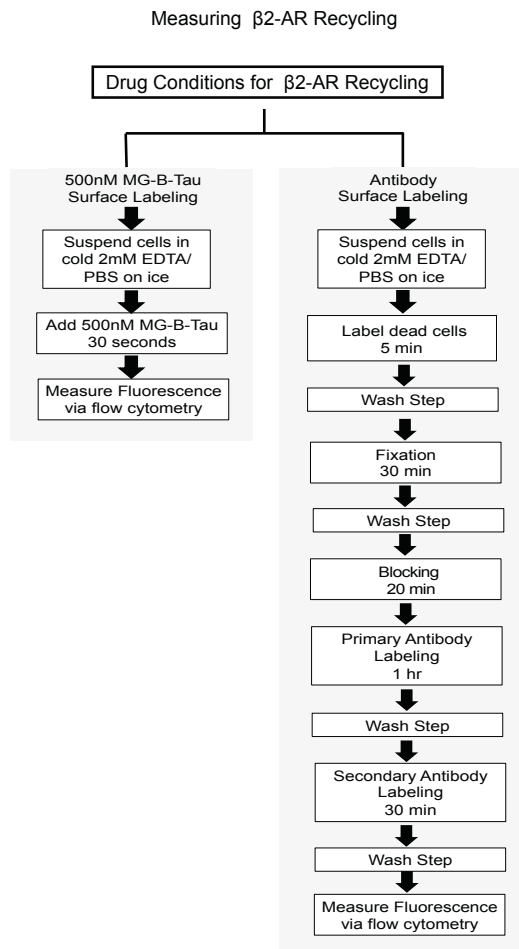 Measuring β2-AR Recycling
Drug Conditions for β2-AR Recycling
500nM MG-B-Tau
Surface Labeling
Suspend cells in
cold 2mM EDTA/
PBS on ice
Add 500nM MG-B-Tau
30 seconds
Measure Fluorescence
via flow cytometry
Antibody
Surface Labeling
Suspend cells in
cold 2mM EDTA/
PBS on ice
Label dead cells
5 min
Wash Step
Fixation
30 min
Wash Step
Blocking
20 min
Primary Antibody
Labeling
1 hr
Wash Step
Secondary Antibody
Labeling
30 min
Wash Step
Measure Fluorescence
via flow cytometry